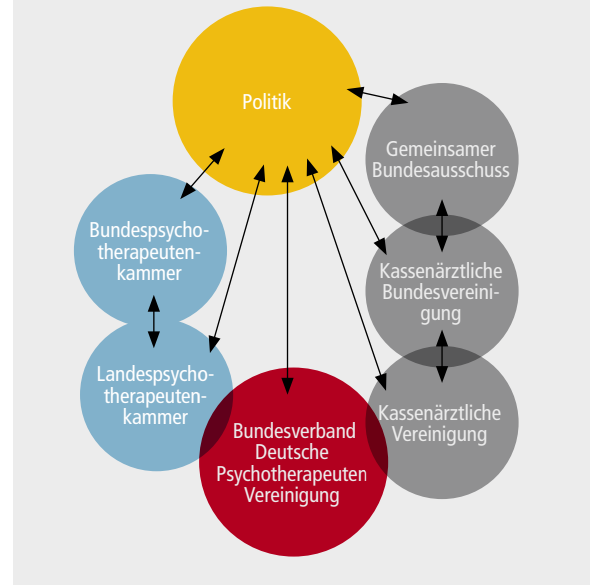 Politik
Gemeinsamer
Bundesausschuss
Bundespsycho-
therapeuten-
kammer
Kassenärztliche
Bundesvereini-
gung
Landespsycho-
therapeuten-
kammer
Kassenärztliche
Vereinigung
Bundesverband
Deutsche
Psychotherapeuten
Vereinigung